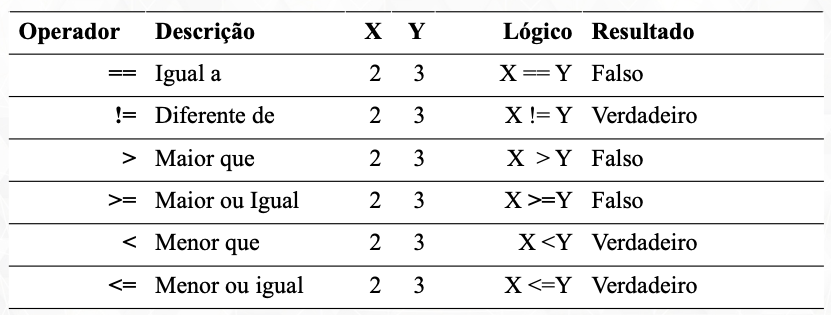 Operador Descrição X Y Lógico Resultado
== Igual a 2 3 X == Y Falso
!= Diferente de 2 3 X != Y Verdadeiro
> Maior que 2 3 X > Y Falso
>= Maior ou Igual 2 3 X >=Y Falso
< Menor que 2 3 X <Y Verdadeiro
<= Menor ou igual 2 3 X <=Y Verdadeiro